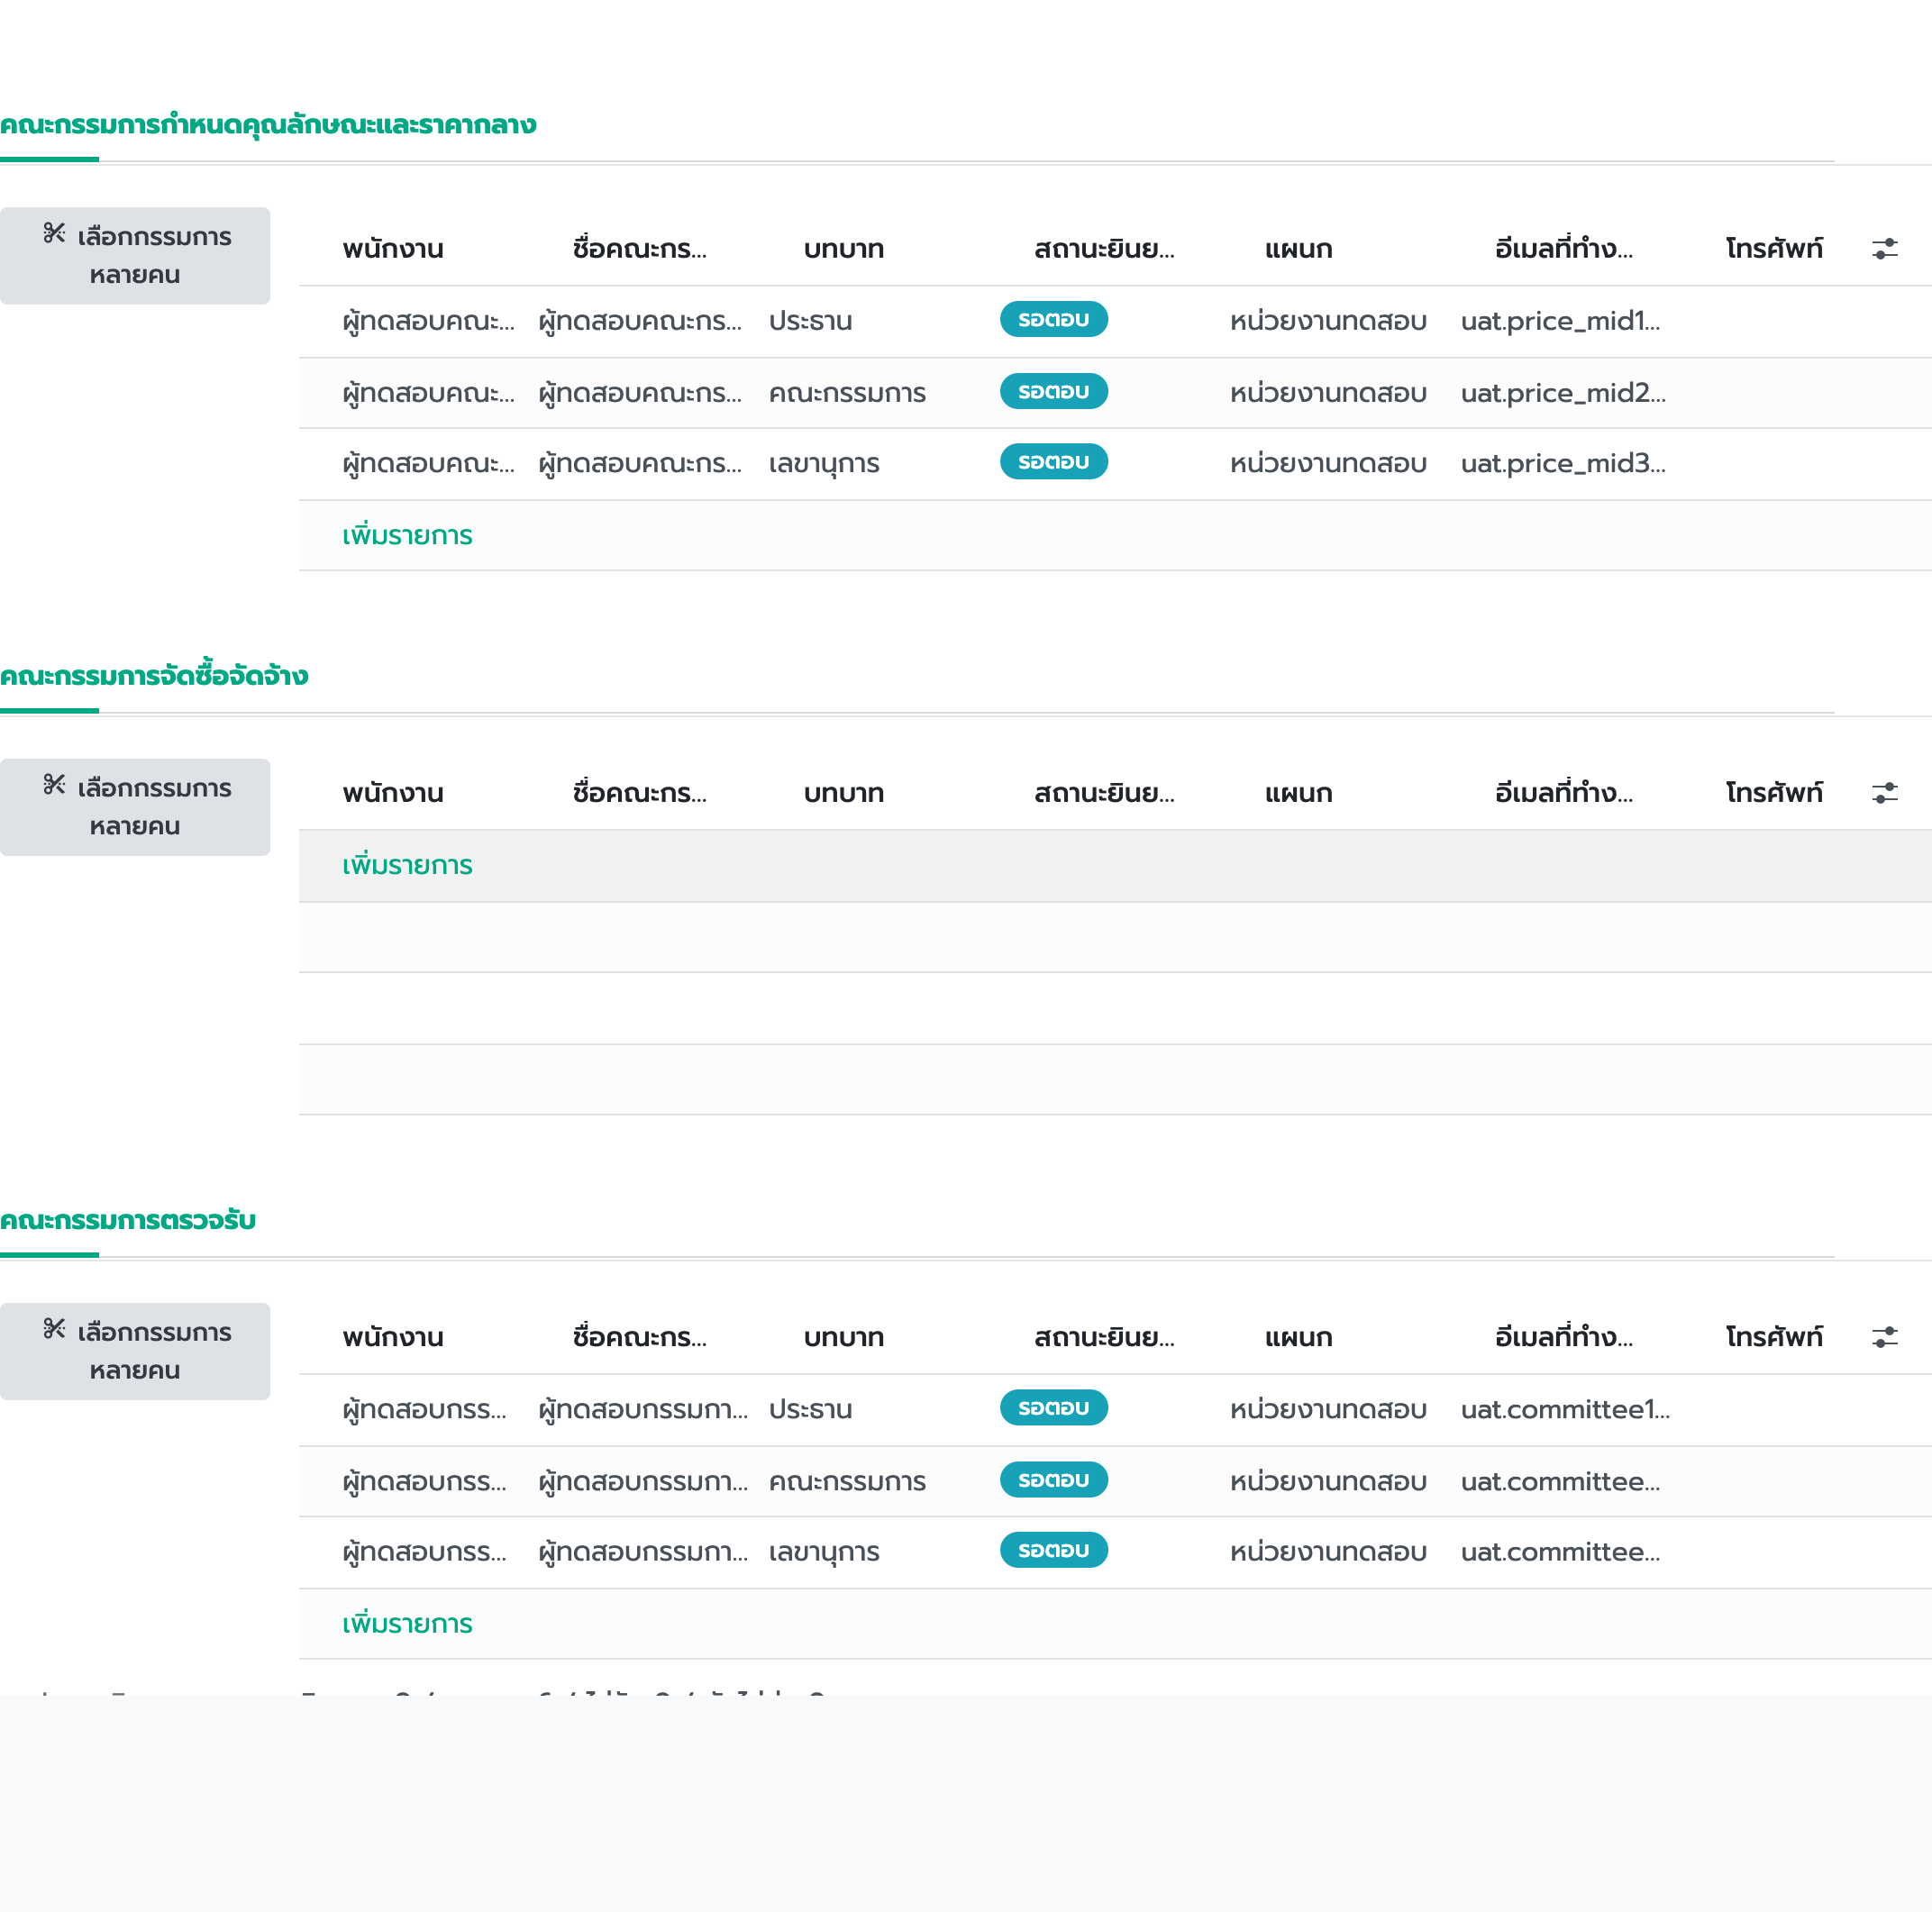 คณะกรรมการกำหนดคุณลักษณะและราคากลาง
เลือกกรรมการ
หลายคน
พนักงาน ชื่อคณะกร... บทบาท สถานะยินย... แผนก อีเมลที่ทำง... โทรศัพท์
ผู้ทดสอบคณะ... ผู้ทดสอบคณะกร... ประธาน รอตอบ หน่วยงานทดสอบ uat.price_mid1...
ผู้ทดสอบคณะ... ผู้ทดสอบคณะกร... คณะกรรมการ รอตอบ หน่วยงานทดสอบ uat.price_mid2...
ผู้ทดสอบคณะ... ผู้ทดสอบคณะกร... เลขานุการ รอตอบ หน่วยงานทดสอบ uat.price_mid3...
เพิ่มรายการ
คณะกรรมการจัดซื้อจัดจ้าง
เลือกกรรมการ
หลายคน
พนักงาน ชื่อคณะกร... บทบาท สถานะยินย... แผนก อีเมลที่ทำง... โทรศัพท์
เพิ่มรายการ
คณะกรรมการตรวจรับ
เลือกกรรมการ
หลายคน
พนักงาน ชื่อคณะกร... บทบาท สถานะยินย... แผนก อีเมลที่ทำง... โทรศัพท์
ผู้ทดสอบกรร... ผู้ทดสอบกรรมกา... ประธาน รอตอบ หน่วยงานทดสอบ uat.committee1...
ผู้ทดสอบกรร... ผู้ทดสอบกรรมกา... คณะกรรมการ รอตอบ หน่วยงานทดสอบ uat.committee...
ผู้ทดสอบกรร... ผู้ทดสอบกรรมกา... เลขานุการ รอตอบ หน่วยงานทดสอบ uat.committee...
เพิ่มรายการ